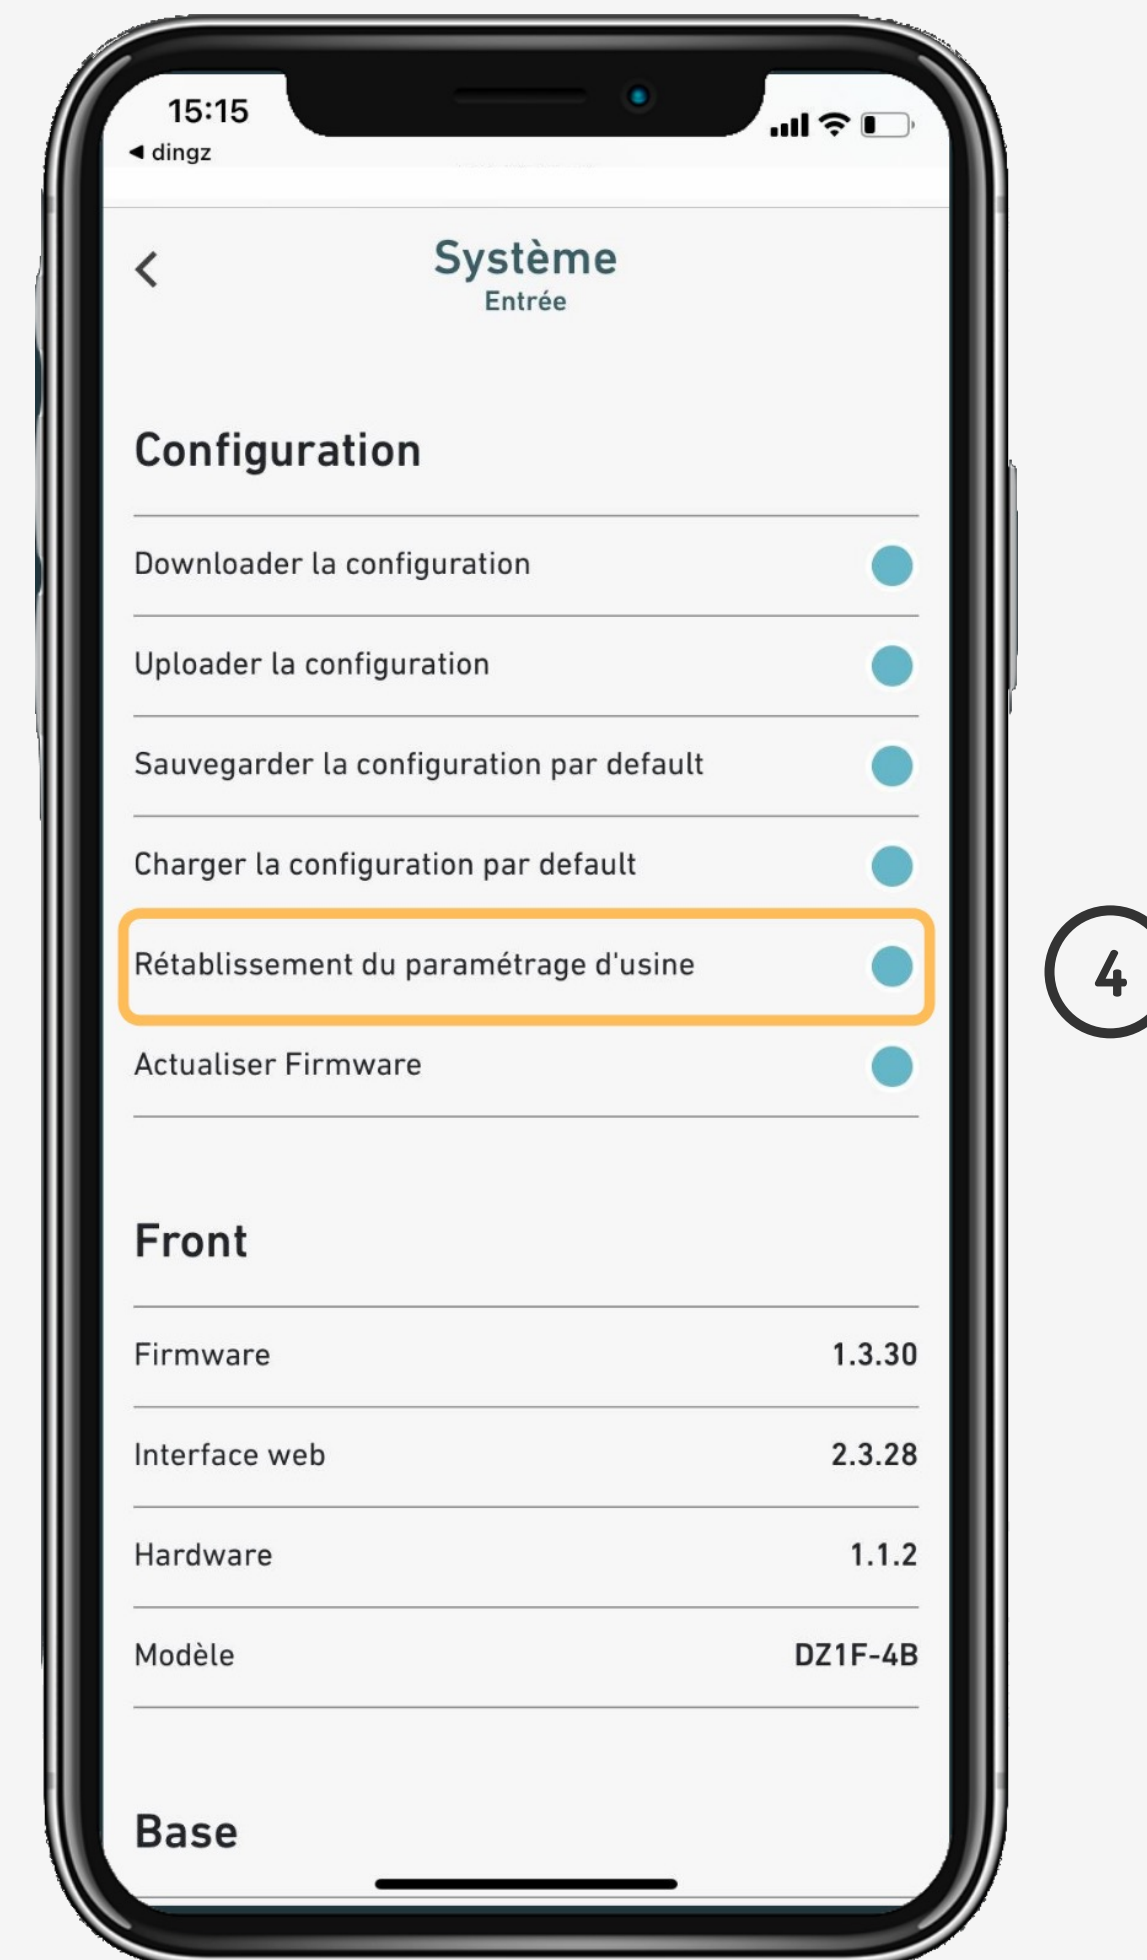 15:15
◀ dingz
Système
Entrée
Configuration
Downloader la configuration
Uploader la configuration
Sauvegarder la configuration par default
Charger la configuration par default
Rétablissement du paramétrage d'usine
4
Actualiser Firmware
Front
Firmware 1.3.30
Interface web 2.3.28
Hardware 1.1.2
Modèle DZ1F-4B
Base